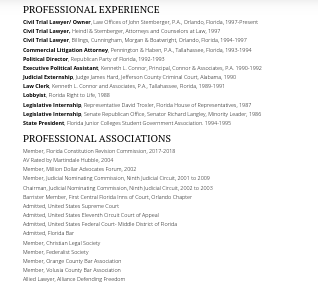 PROFESSIONAL EXPERIENCE
Civil Trial Lawyer/ Owner, Law Offices of John Stemberger, P.A., Orlando, Florida, 1997-Present
Civil Trial Lawyer, Heindl & Stemberger, Attorneys and Counselors at Law, 1997
Civil Trial Lawyer, Billings, Cunningham, Morgan & Boatwright, Orlando, Florida, 1994-1997
Commercial Litigation Attorney, Pennington & Haben, P.A., Tallahassee, Florida, 1993-1994
Political Director, Republican Party of Florida, 1992-1993
Executive Political Assistant, Kenneth L. Connor, Principal, Connor & Associates, P.A. 1990-1992
Judicial Externship, Judge James Hard, Jefferson County Criminal Court, Alabama, 1990
Law Clerk, Kenneth L. Connor and Associates, P.A., Tallahassee, Florida, 1989-1991
Lobbyist, Florida Right to Life, 1988
Legislative Internship, Representative David Troxler, Florida House of Representatives, 1987
Legislative Internship, Senate Republican Office, Senator Richard Langley, Minority Leader, 1986
State President, Florida Junior Colleges Student Government Association. 1994-1995
PROFESSIONAL ASSOCIATIONS
Member, Florida Constitution Revision Commission, 2017-2018
AV Rated by Martindale Hubble, 2004
Member, Million Dollar Advocates Forum, 2002
Member, Judicial Nominating Commission, Ninth Judicial Circuit, 2001 to 2009
Chairman, Judicial Nominating Commission, Ninth Judicial Circuit, 2002 to 2003
Barrister Member, First Central Florida Inns of Court, Orlando Chapter
Admitted, United States Supreme Court
Admitted, United States Eleventh Circuit Court of Appeal
Admitted, United States Federal Court- Middle District of Florida
Admitted, Florida Bar
Member, Christian Legal Society
Member, Federalist Society
Member, Orange County Bar Association
Member, Volusia County Bar Association
Allied Lawyer, Alliance Defending Freedom